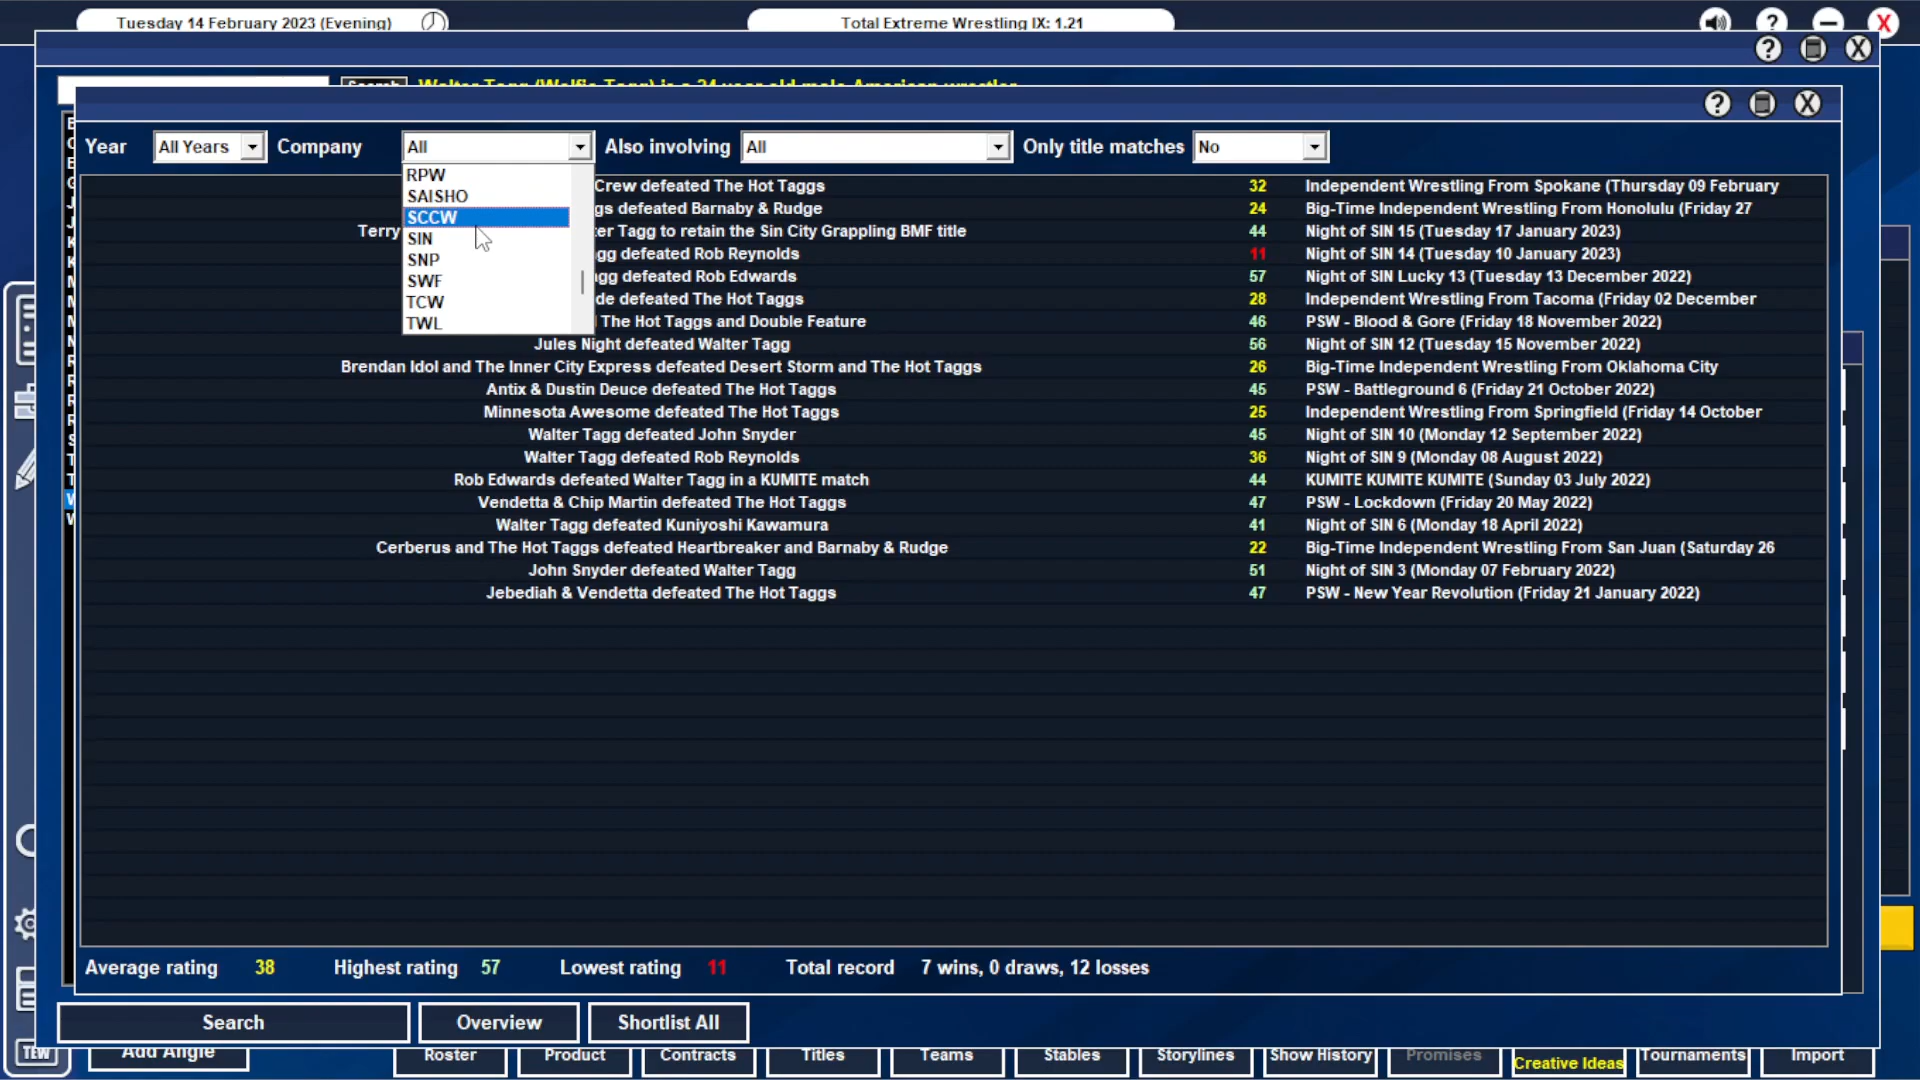 Tuesday 14 February 2023 (Evening)
Total Extreme Wrestling IX: 1.21
Search Walter Tagg (Wolfie Tagg) is a 24 year old male American wrestler
Year All Years Company All Also involving All Only title matches No
RPW
SAISHO
SCCW
SIN
SNP
SWF
TCW
TWL
Crew defeated The Hot Taggs 32 Independent Wrestling From Spokane (Thursday 09 February
gs defeated Barnaby & Rudge 24 Big-Time Independent Wrestling From Honolulu (Friday 27
Terry er Tagg to retain the Sin City Grappling BMF title 44 Night of SIN 15 (Tuesday 17 January 2023)
gg defeated Rob Reynolds 11 Night of SIN 14 (Tuesday 10 January 2023)
agg defeated Rob Edwards 57 Night of SIN Lucky 13 (Tuesday 13 December 2022)
de defeated The Hot Taggs 28 Independent Wrestling From Tacoma (Friday 02 December
The Hot Taggs and Double Feature 46 PSW - Blood & Gore (Friday 18 November 2022)
Jules Night defeated Walter Tagg 56 Night of SIN 12 (Tuesday 15 November 2022)
Brendan Idol and The Inner City Express defeated Desert Storm and The Hot Taggs 26 Big-Time Independent Wrestling From Oklahoma City
Antix & Dustin Deuce defeated The Hot Taggs 45 PSW - Battleground 6 (Friday 21 October 2022)
Minnesota Awesome defeated The Hot Taggs 25 Independent Wrestling From Springfield (Friday 14 October
Walter Tagg defeated John Snyder 45 Night of SIN 10 (Monday 12 September 2022)
Walter Tagg defeated Rob Reynolds 36 Night of SIN 9 (Monday 08 August 2022)
Rob Edwards defeated Walter Tagg in a KUMITE match 44 KUMITE KUMITE KUMITE (Sunday 03 July 2022)
Vendetta & Chip Martin defeated The Hot Taggs 47 PSW - Lockdown (Friday 20 May 2022)
Walter Tagg defeated Kuniyoshi Kawamura 41 Night of SIN 6 (Monday 18 April 2022)
Cerberus and The Hot Taggs defeated Heartbreaker and Barnaby & Rudge 22 Big-Time Independent Wrestling From San Juan (Saturday 26
John Snyder defeated Walter Tagg 51 Night of SIN 3 (Monday 07 February 2022)
Jebediah & Vendetta defeated The Hot Taggs 47 PSW - New Year Revolution (Friday 21 January 2022)
Average rating 38 Highest rating 57 Lowest rating 11 Total record 7 wins, 0 draws, 12 losses
Search Overview Shortlist All
TEW Add Angle Roster Product Contracts Titles Teams Stables Storylines Show History Promises Creative Ideas Tournaments Import